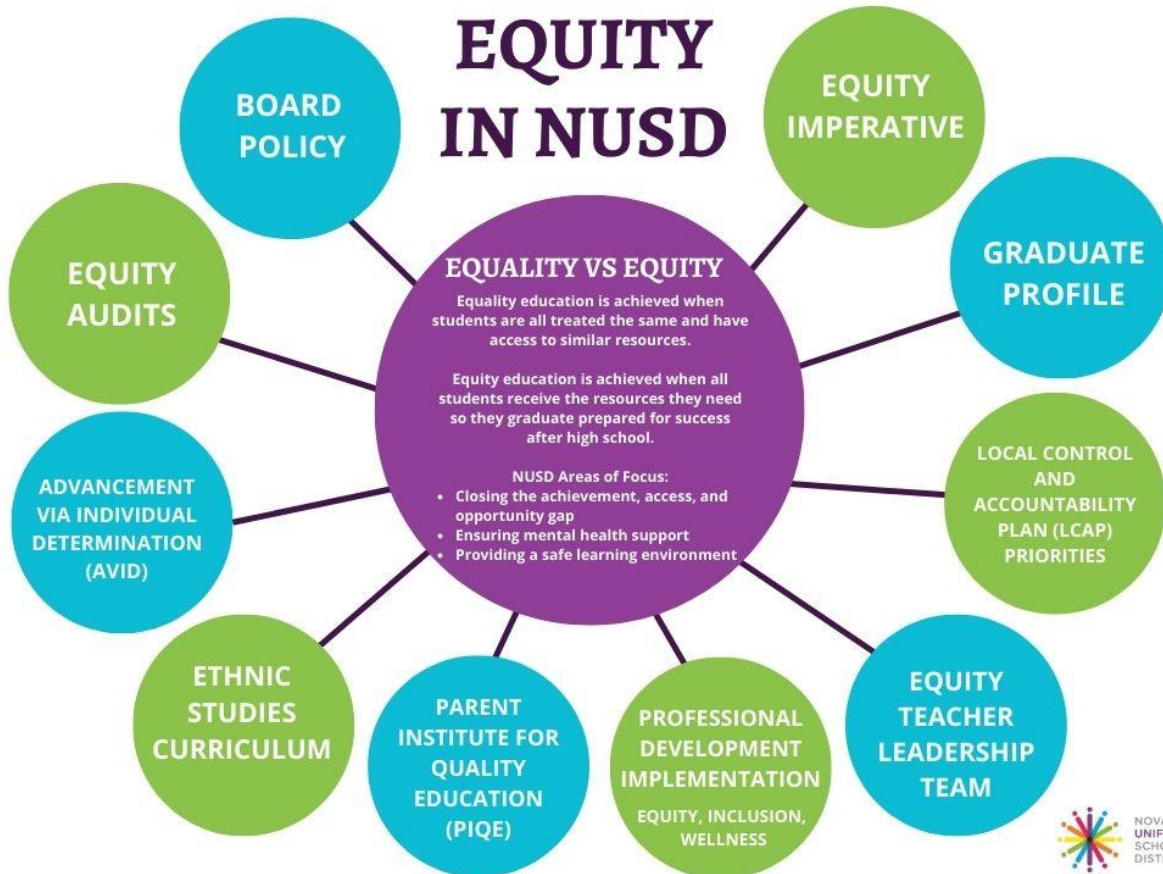 EQUITY
IN NUSD
BOARD
POLICY
EQUITY
IMPERATIVE
EQUITY
AUDITS
GRADUATE
PROFILE
EQUALITY VS EQUITY
Equality education is achieved when
students are all treated the same and have
access to similar resources.
Equity education is achieved when all
students receive the resources they need
so they graduate prepared for success
after high school.
NUSD Areas of Focus:
• Closing the achievement, access, and
opportunity gap
• Ensuring mental health support
• Providing a safe learning environment
ADVANCEMENT
VIA INDIVIDUAL
DETERMINATION
(AVID)
LOCAL CONTROL
AND
ACCOUNTABILITY
PLAN (LCAP)
PRIORITIES
ETHNIC
STUDIES
CURRICULUM
PARENT
INSTITUTE FOR
QUALITY
EDUCATION
(PIQE)
PROFESSIONAL
DEVELOPMENT
IMPLEMENTATION
EQUITY, INCLUSION,
WELLNESS
EQUITY
TEACHER
LEADERSHIP
TEAM